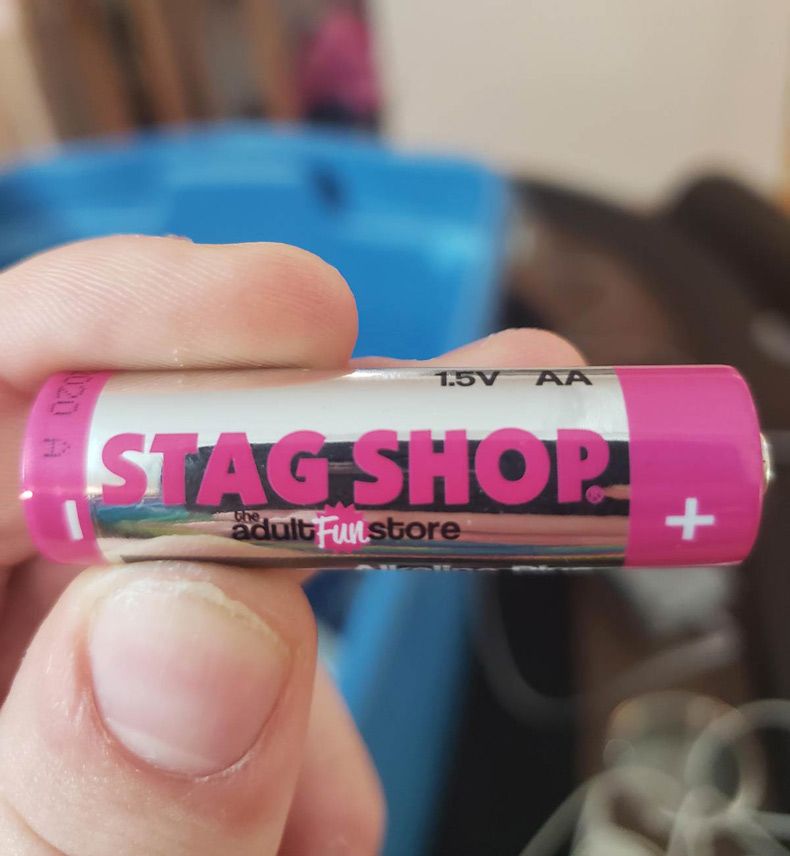 1.5V AA
STAG SHOP®
the
adult Fun store
-
+